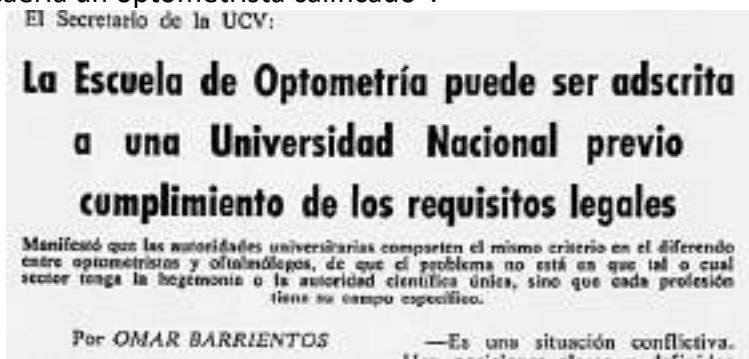 un optometrista calificado".
El Secretario de la UCV:
La Escuela de Optometría puede ser adscrita
a una Universidad Nacional previo
cumplimiento de los requisitos legales
Manifestó que las autoridades universitarias comparten el mismo criterio en el diferendo
entre optometristas y oftalmólogos, de que el problema no está en que tal o cual
sector tenga la hegemonía o la autoridad científica única, sino que cada profesión
tiene su campo específico.
Por OMAR BARRIENTOS
—Es una situación conflictiva.